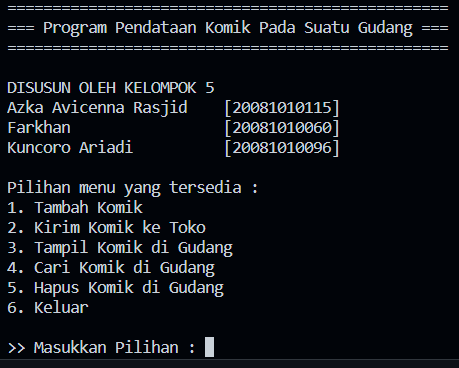 =================================================
=== Program Pendataan Komik Pada Suatu Gudang ===
=================================================
DISUSUN OLEH KELOMPOK 5
Azka Avicenna Rasjid    [20081010115]
Farkhan                 [20081010060]
Kuncoro Ariadi          [20081010096]
Pilihan menu yang tersedia :
1. Tambah Komik
2. Kirim Komik ke Toko
3. Tampil Komik di Gudang
4. Cari Komik di Gudang
5. Hapus Komik di Gudang
6. Keluar
>> Masukkan Pilihan :